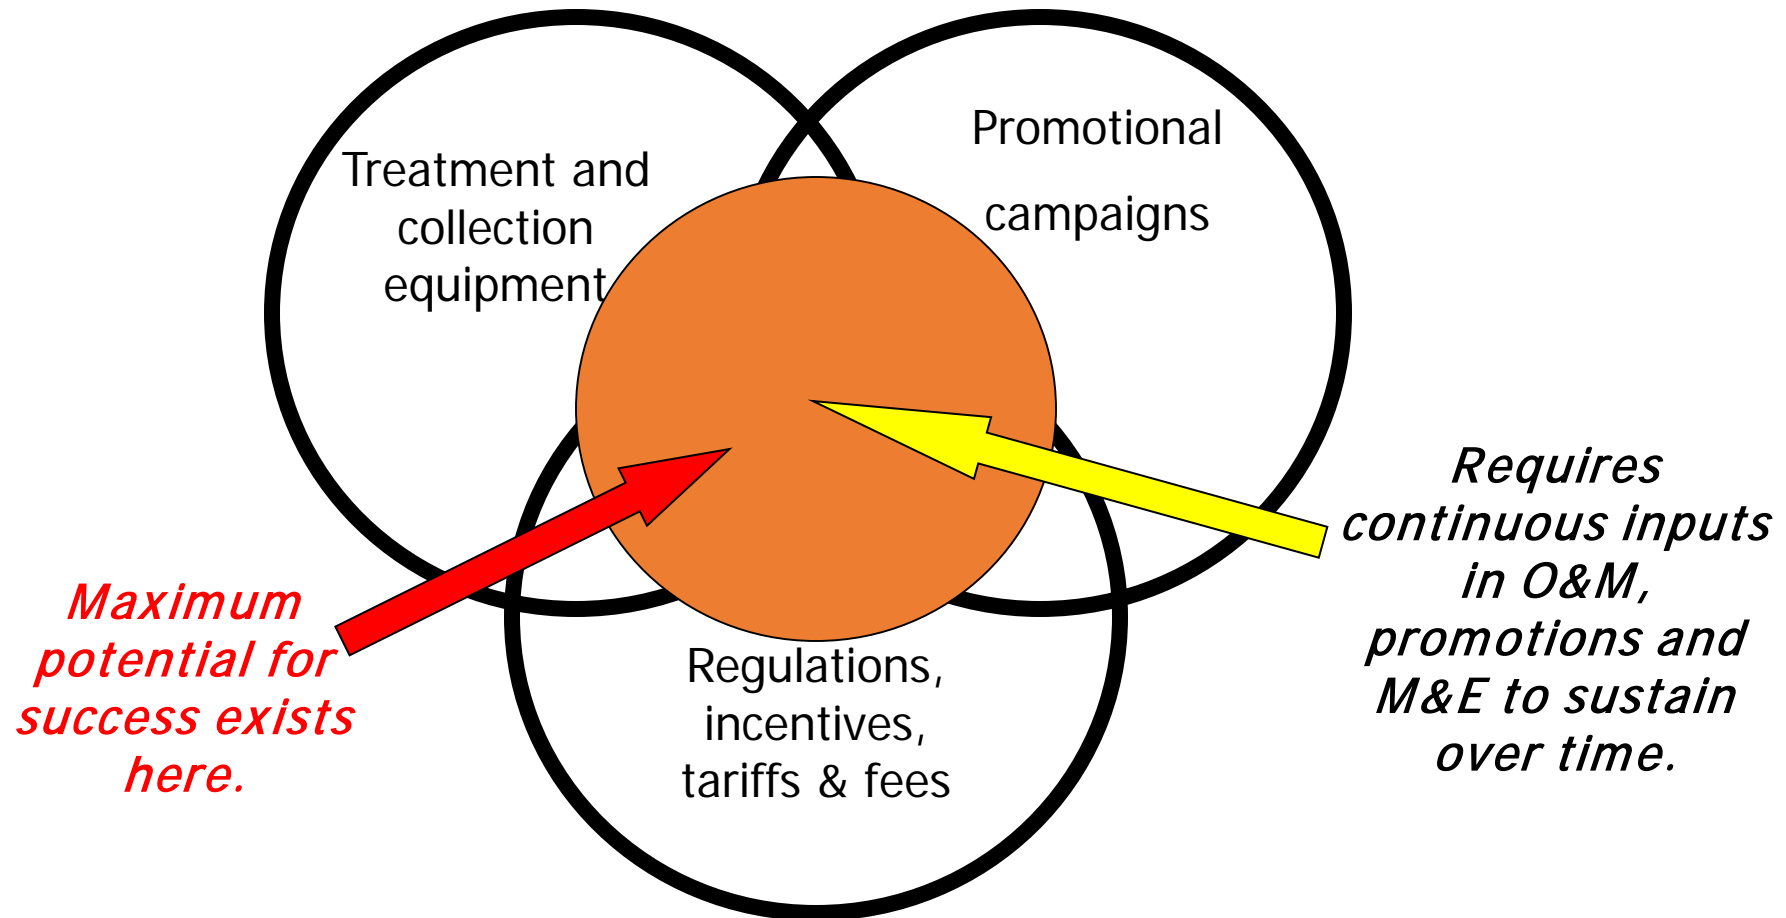 Treatment and
collection
equipment
Promotional
campaigns
Regulations,
incentives,
tariffs & fees
Maximum
potential for
success exists
here.
Requires
continuous inputs
in O&M,
promotions and
M&E to sustain
over time.